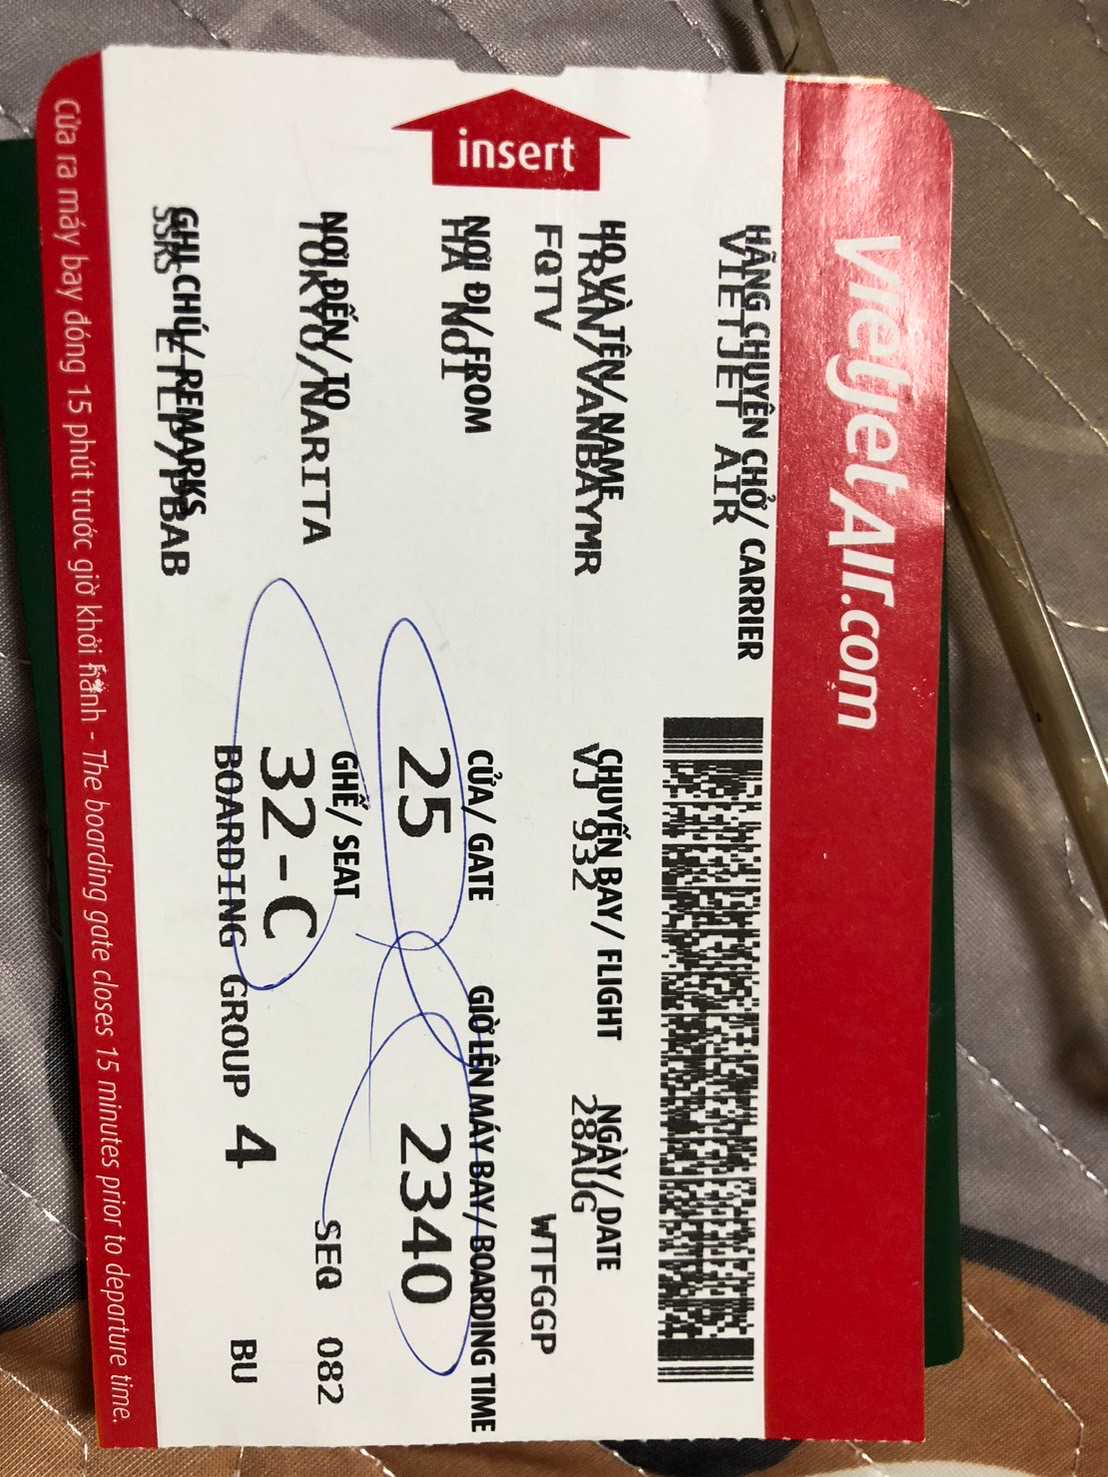 VietjetAir.com
HÃNG CHUYÊN CHỞ/ CARRIER
VIETJET AIR
HỌ VÀ TÊN/ NAME
TRAN/VANBAYMR
FQTV
CHUYẾN BAY/ FLIGHT
VJ 932
NGÀY/ DATE
28AUG
WTFGGP
NƠI ĐI/ FROM
HA NOI
CỬA/ GATE
25
GIỜ LÊN MÁY BAY/ BOARDING TIME
2340
NƠI ĐẾN/ TO
TOKYO/NARITA
GHẾ/ SEAT
32-C
SEQ 082
BOARDING GROUP 4 BU
GHI CHÚ/ REMARKS
SSRS ETLP/PBAB
insert
Cửa ra máy bay đóng 15 phút trước giờ khởi hành - The boarding gate closes 15 minutes prior to departure time.